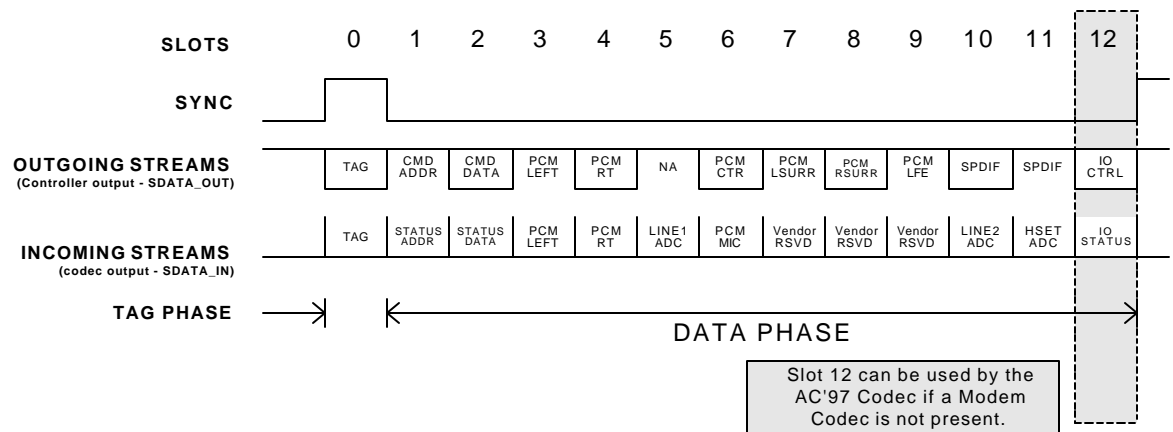 SLOTS 0 1 2 3 4 5 6 7 8 9 10 11 12
SYNC
OUTGOING STREAMS
(Controller output - SDATA_OUT)
TAG
CMD
ADDR
CMD
DATA
PCM
LEFT
PCM
RT
NA
PCM
CTR
PCM
LSURR
PCM
RSURR
PCM
LFE
SPDIF
SPDIF
IO
CTRL
INCOMING STREAMS
(codec output - SDATA_IN)
TAG
STATUS
ADDR
STATUS
DATA
PCM
LEFT
PCM
RT
LINE1
ADC
PCM
MIC
Vendor
RSVD
Vendor
RSVD
Vendor
RSVD
LINE2
ADC
HSET
ADC
IO
STATUS
TAG PHASE
DATA PHASE
Slot 12 can be used by the
AC'97 Codec if a Modem
Codec is not present.